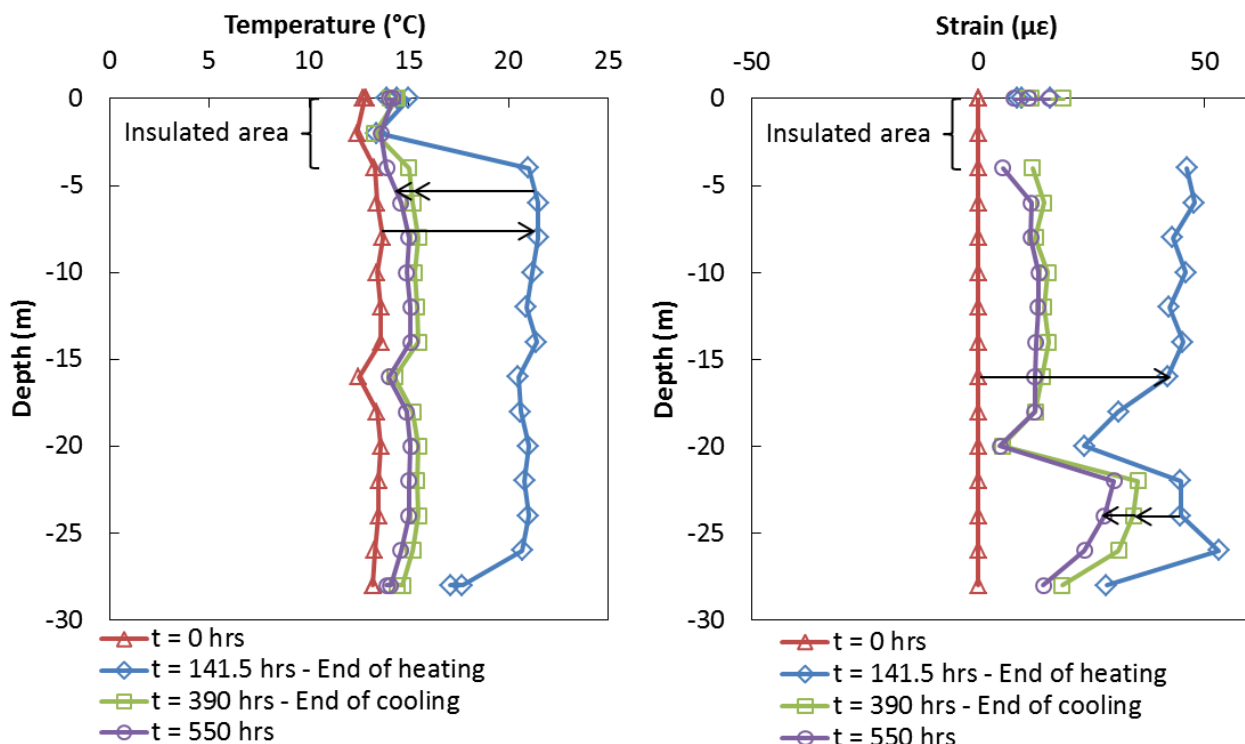 Temperature (°C)
0 5 10 15 20 25
0
-5
-10
-15
-20
-25
-30
Depth (m)
Insulated area
t = 0 hrs
t = 141.5 hrs - End of heating
t = 390 hrs - End of cooling
t = 550 hrs
Strain (με)
-50 0 50
0
-5
-10
-15
-20
-25
-30
Depth (m)
Insulated area
t = 0 hrs
t = 141.5 hrs - End of heating
t = 390 hrs - End of cooling
t = 550 hrs